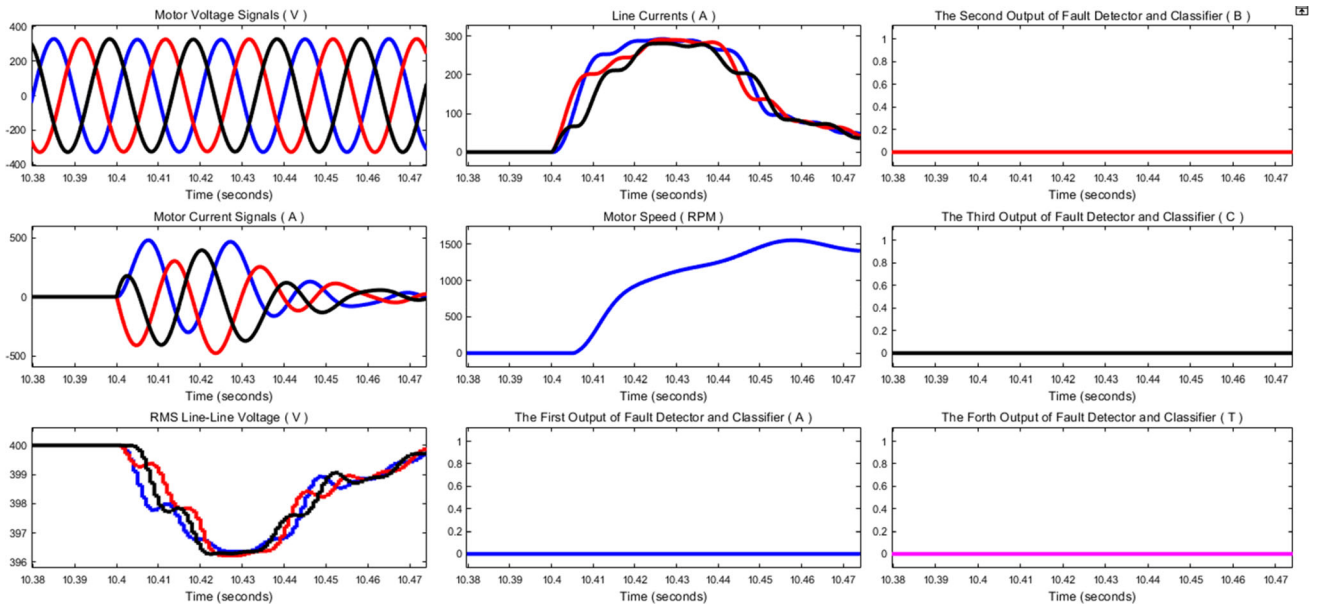 Motor Voltage Signals ( V )
400
200
0
-200
-400
10.38 10.39 10.4 10.41 10.42 10.43 10.44 10.45 10.46 10.47
Time (seconds)
Line Currents ( A )
300
200
100
0
10.38 10.39 10.4 10.41 10.42 10.43 10.44 10.45 10.46 10.47
Time (seconds)
The Second Output of Fault Detector and Classifier ( B )
1
0.8
0.6
0.4
0.2
0
10.38 10.39 10.4 10.41 10.42 10.43 10.44 10.45 10.46 10.47
Time (seconds)
Motor Current Signals ( A )
500
0
-500
10.38 10.39 10.4 10.41 10.42 10.43 10.44 10.45 10.46 10.47
Time (seconds)
Motor Speed ( RPM )
1500
1000
500
0
10.38 10.39 10.4 10.41 10.42 10.43 10.44 10.45 10.46 10.47
Time (seconds)
The Third Output of Fault Detector and Classifier ( C )
1
0.8
0.6
0.4
0.2
0
10.38 10.39 10.4 10.41 10.42 10.43 10.44 10.45 10.46 10.47
Time (seconds)
RMS Line-Line Voltage ( V )
400
399
398
397
396
10.38 10.39 10.4 10.41 10.42 10.43 10.44 10.45 10.46 10.47
Time (seconds)
The First Output of Fault Detector and Classifier ( A )
1
0.8
0.6
0.4
0.2
0
10.38 10.39 10.4 10.41 10.42 10.43 10.44 10.45 10.46 10.47
Time (seconds)
The Forth Output of Fault Detector and Classifier ( T )
1
0.8
0.6
0.4
0.2
0
10.38 10.39 10.4 10.41 10.42 10.43 10.44 10.45 10.46 10.47
Time (seconds)